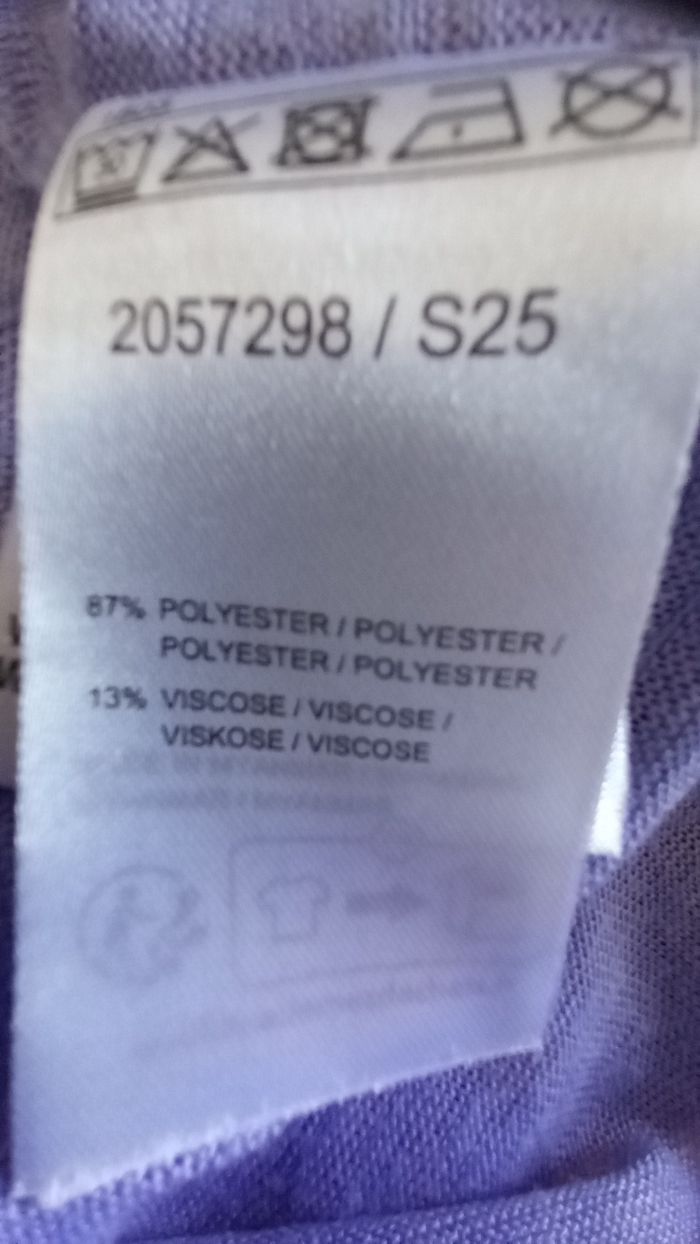 2057298 / S25
87% POLYESTER / POLYESTER /
POLYESTER / POLYESTER
13% VISCOSE / VISCOSE /
VISKOSE / VISCOSE